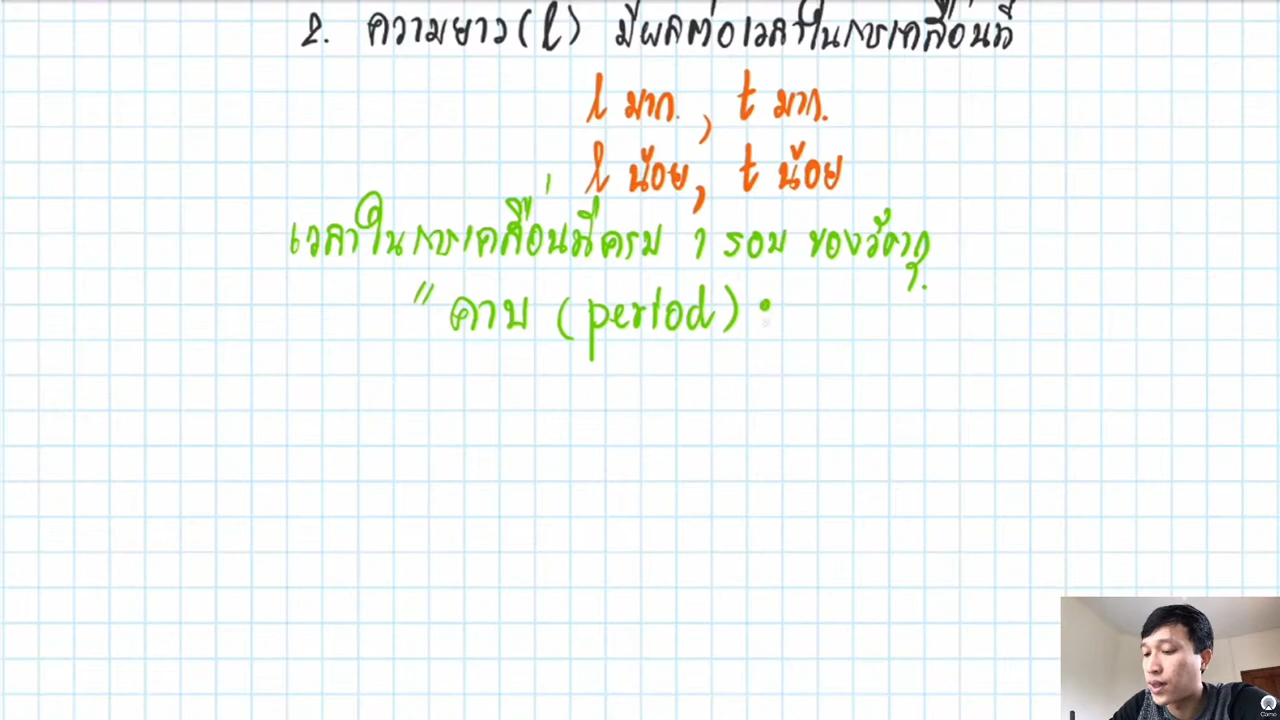 2. ความยาว(l) มีผลต่อเวลาในการเคลื่อนที่
l มาก, t มาก.
l น้อย, t น้อย
เวลาในการเคลื่อนที่ครบ 1 รอบ ของวัตถุ
" คาบ (period)